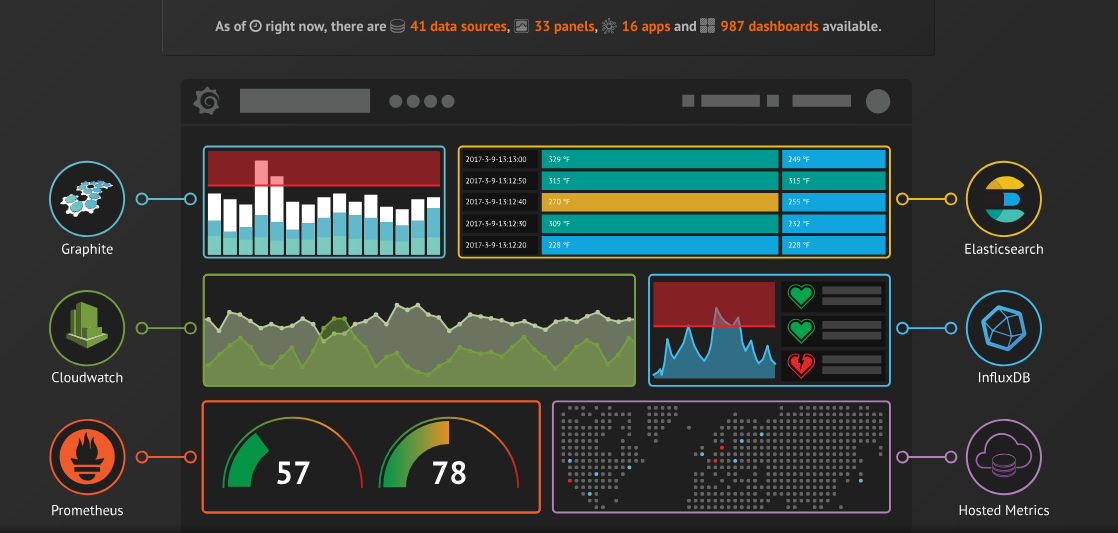 As of right now, there are 41 data sources, 33 panels, 16 apps and 987 dashboards available.
Graphite
2017-3-9-13:13:00 329 °F 249 °F
2017-3-9-13:12:50 315 °F 315 °F
2017-3-9-13:12:40 270 °F 255 °F
2017-3-9-13:12:30 309 °F 232 °F
2017-3-9-13:12:20 228 °F 228 °F
Elasticsearch
Cloudwatch
InfluxDB
Prometheus
57
78
Hosted Metrics